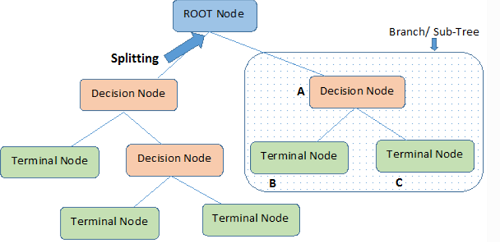 ROOT Node
Branch/ Sub-Tree
Splitting
Decision Node
A
Decision Node
Terminal Node
Decision Node
Terminal Node
Terminal Node
B
C
Terminal Node
Terminal Node